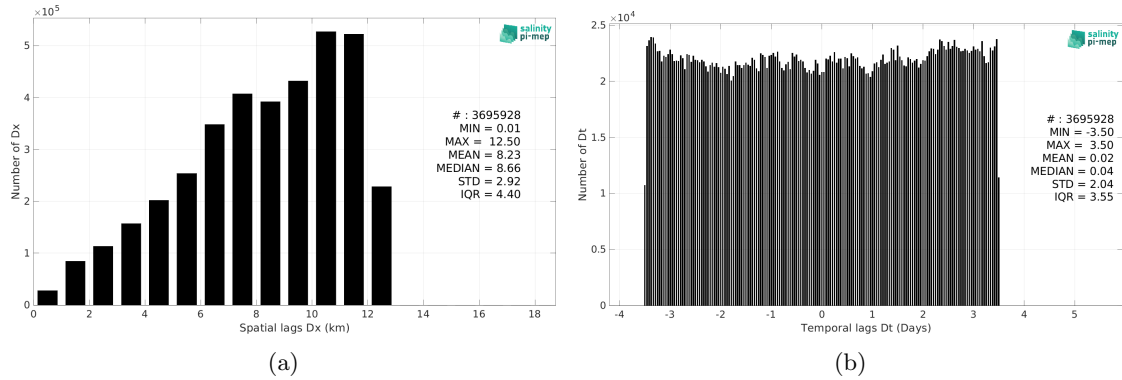 ×10⁵
5
4
3
2
1
0
Number of Dx
0 2 4 6 8 10 12 14 16 18
Spatial lags Dx (km)
salinity
pi-mep
# : 3695928
MIN = 0.01
MAX = 12.50
MEAN = 8.23
MEDIAN = 8.66
STD = 2.92
IQR = 4.40
(a)
×10⁴
2.5
2
1.5
1
0.5
0
Number of Dt
-4 -3 -2 -1 0 1 2 3 4 5
Temporal lags Dt (Days)
salinity
pi-mep
# : 3695928
MIN = -3.50
MAX = 3.50
MEAN = 0.02
MEDIAN = 0.04
STD = 2.04
IQR = 3.55
(b)